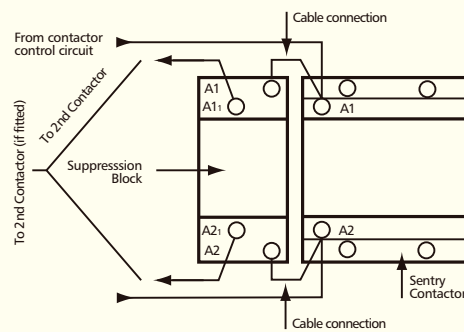 Cable connection
From contactor
control circuit
A1
A11
A1
To 2nd Contactor
To 2nd Contactor (if fitted)
Suppresssion
Block
A21
A2
A2
Sentry
Contactor
Cable connection